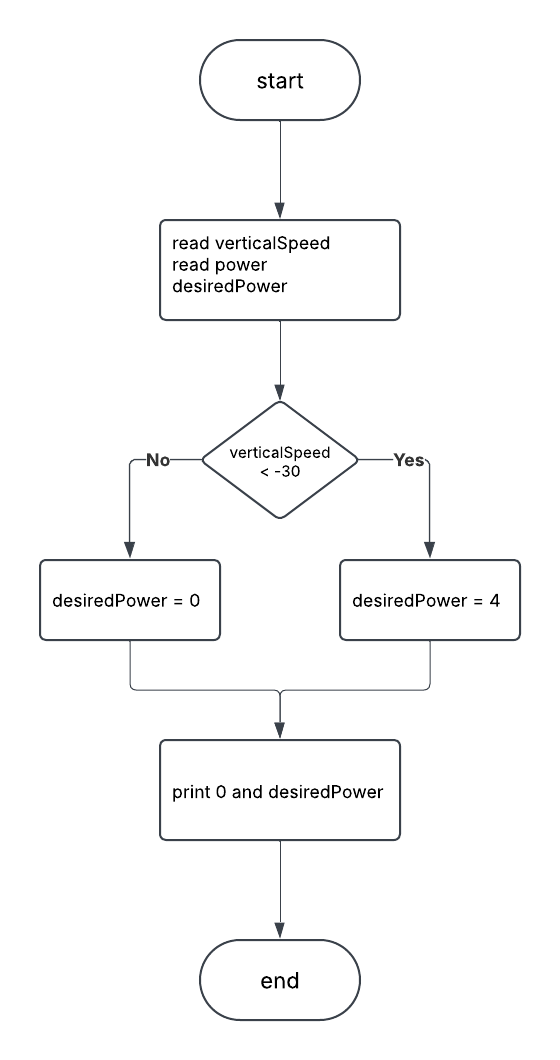 start
read verticalSpeed
read power
desiredPower
verticalSpeed
< -30
No
Yes
desiredPower = 0
desiredPower = 4
print 0 and desiredPower
end